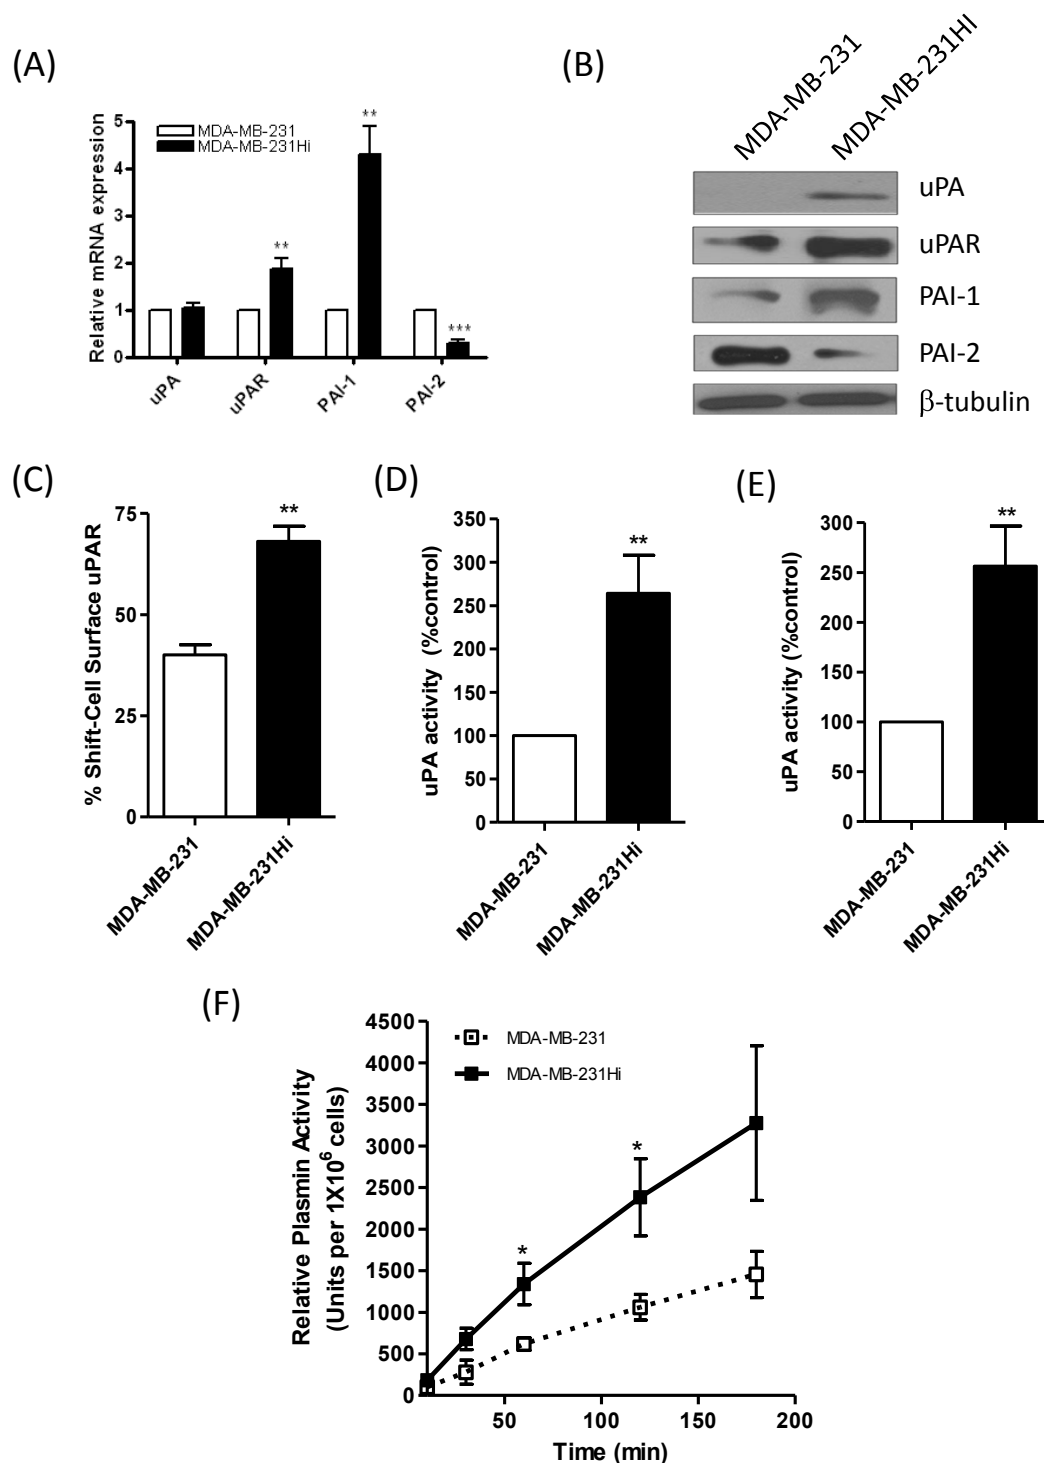 (A)
Relative mRNA expression
5
4
3
2
1
0
MDA-MB-231
MDA-MB-231Hi
**
**
***
uPA
uPAR
PAI-1
PAI-2
(B)
MDA-MB-231
MDA-MB-231HI
uPA
uPAR
PAI-1
PAI-2
β-tubulin
(C)
% Shift-Cell Surface uPAR
75
50
25
0
**
MDA-MB-231
MDA-MB-231Hi
(D)
uPA activity (%control)
350
300
250
200
150
100
50
0
**
MDA-MB-231
MDA-MB-231Hi
(E)
uPA activity (%control)
300
250
200
150
100
50
0
**
MDA-MB-231
MDA-MB-231Hi
(F)
Relative Plasmin Activity
(Units per 1X10⁶ cells)
4500
4000
3500
3000
2500
2000
1500
1000
500
0
MDA-MB-231
MDA-MB-231Hi
*
*
50
100
150
200
Time (min)